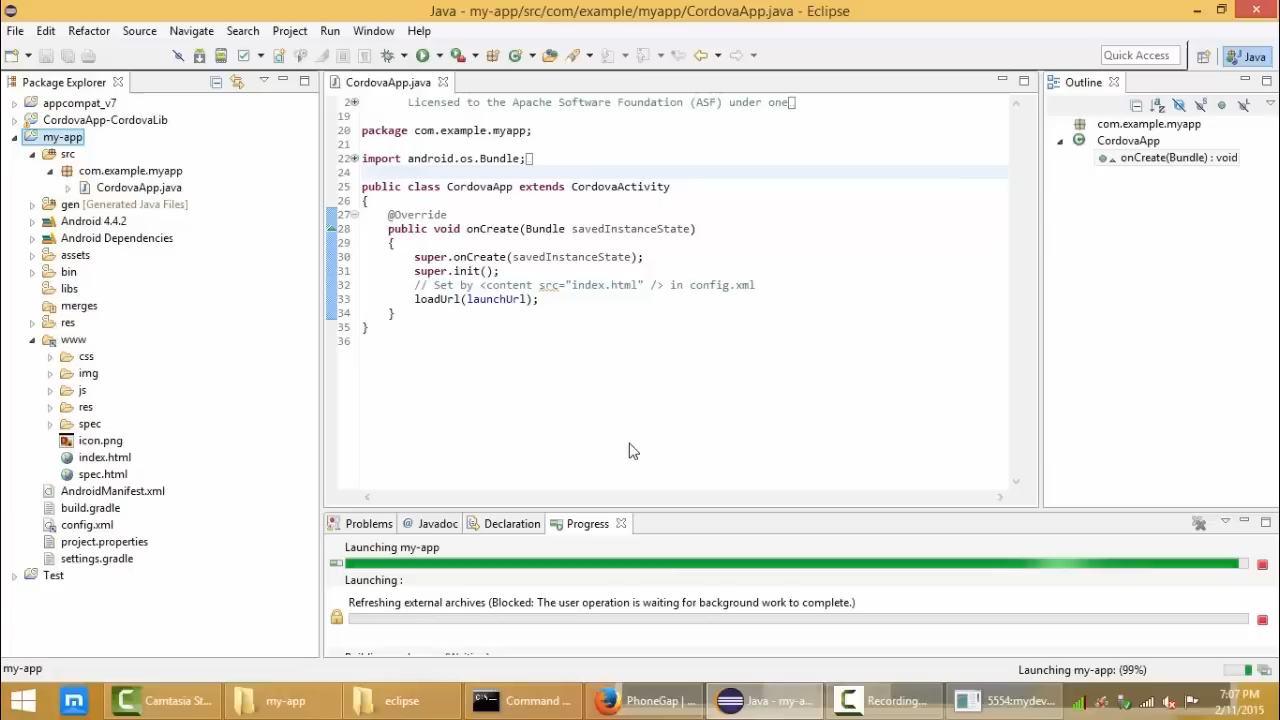 Java - my-app/src/com/example/myapp/CordovaApp.java - Eclipse
File Edit Refactor Source Navigate Search Project Run Window Help
Quick Access
Java
Package Explorer
appcompat_v7
CordovaApp-CordovaLib
my-app
src
com.example.myapp
CordovaApp.java
gen [Generated Java Files]
Android 4.4.2
Android Dependencies
assets
bin
libs
merges
res
www
css
img
js
res
spec
icon.png
index.html
spec.html
AndroidManifest.xml
build.gradle
config.xml
project.properties
settings.gradle
Test
CordovaApp.java
2 Licensed to the Apache Software Foundation (ASF) under one
19
20 package com.example.myapp;
21
22 import android.os.Bundle;
24
25 public class CordovaApp extends CordovaActivity
26 {
27 @Override
28 public void onCreate(Bundle savedInstanceState)
29 {
30 super.onCreate(savedInstanceState);
31 super.init();
32 // Set by <content src="index.html" /> in config.xml
33 loadUrl(launchUrl);
34 }
35 }
36
Outline
com.example.myapp
CordovaApp
onCreate(Bundle) : void
Problems @ Javadoc Declaration Progress
Launching my-app
Launching :
Refreshing external archives (Blocked: The user operation is waiting for background work to complete.)
my-app
Launching my-app: (99%)
Camtasia St...
my-app
eclipse
Command ...
PhoneGap | ...
Java - my-a...
Recording...
5554:mydev...
7:07 PM
2/11/2015